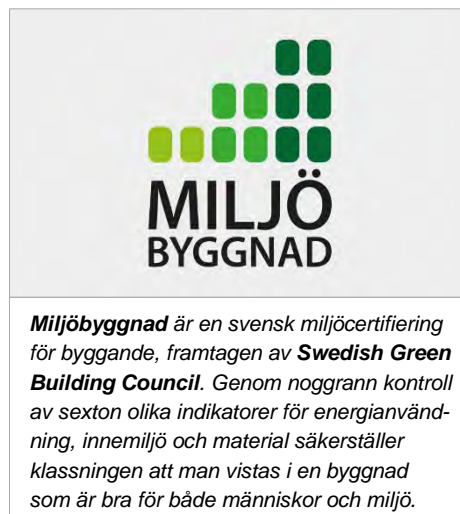 MILJÖ
BYGGNAD
Miljöbyggnad är en svensk miljöcertifiering
för byggande, framtagen av Swedish Green
Building Council. Genom noggrann kontroll
av sexton olika indikatorer för energianvänd-
ning, innemiljö och material säkerställer
klassningen att man vistas i en byggnad
som är bra för både människor och miljö.